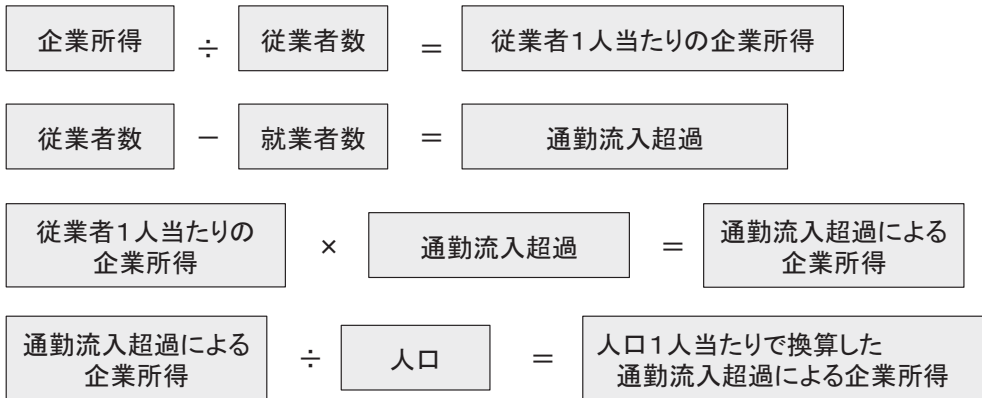 企業所得 ÷ 従業者数 = 従業者1人当たりの企業所得
従業者数 − 就業者数 = 通勤流入超過
従業者1人当たりの
企業所得
× 通勤流入超過 =
通勤流入超過による
企業所得
通勤流入超過による
企業所得
÷ 人口 =
人口1人当たりで換算した
通勤流入超過による企業所得